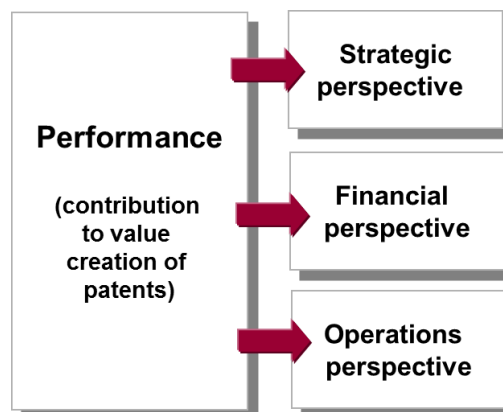 Performance
(contribution
to value
creation of
patents)
Strategic
perspective
Financial
perspective
Operations
perspective